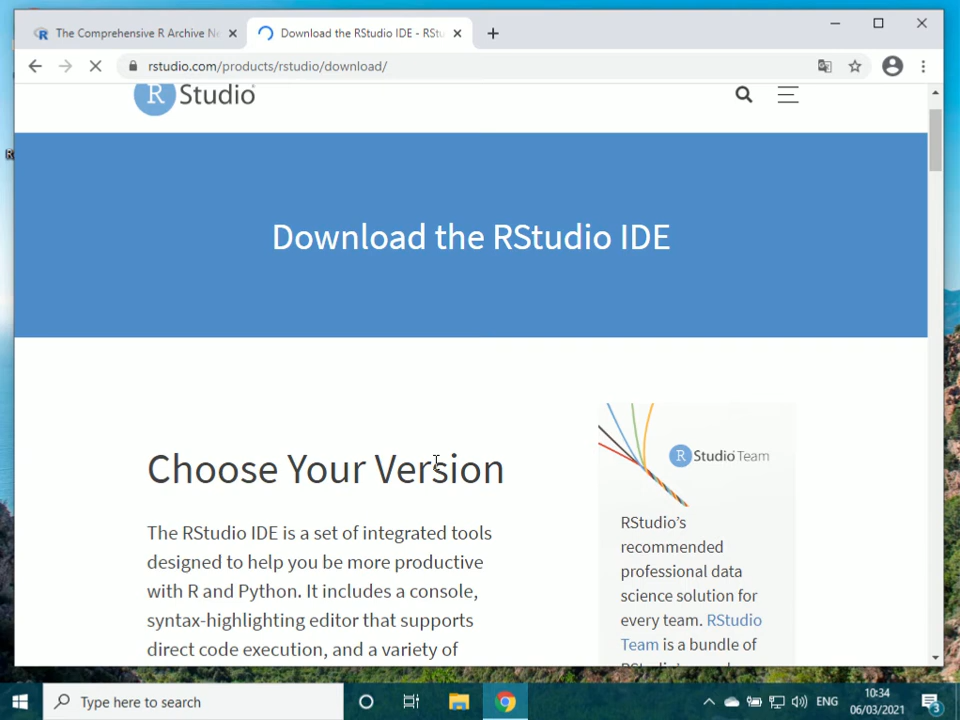 The Comprehensive R Archive Ne
Download the RStudio IDE - RStu
rstudio.com/products/rstudio/download/
R Studio
R
Download the RStudio IDE
Choose Your Version
The RStudio IDE is a set of integrated tools
designed to help you be more productive
with R and Python. It includes a console,
syntax-highlighting editor that supports
direct code execution, and a variety of
R Studio Team
RStudio's
recommended
professional data
science solution for
every team. RStudio
Team is a bundle of
Type here to search
ENG
10:34
06/03/2021
3